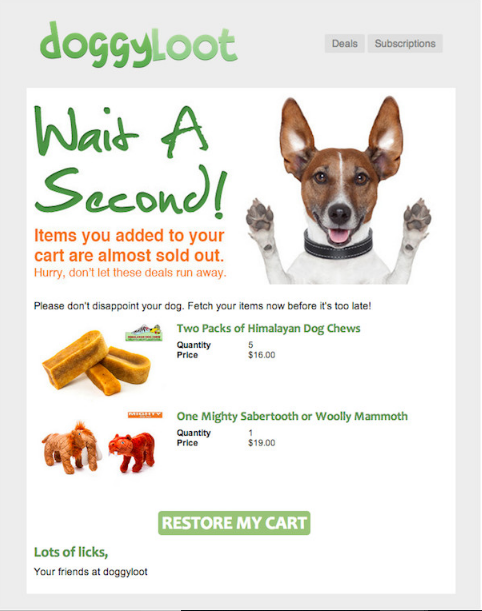 doggyloot
Deals
Subscriptions
Wait A
Second!
Items you added to your
cart are almost sold out.
Hurry, don't let these deals run away.
Please don't disappoint your dog. Fetch your items now before it's too late!
Two Packs of Himalayan Dog Chews
Quantity 5
Price $16.00
MIGHTY
One Mighty Sabertooth or Woolly Mammoth
Quantity 1
Price $19.00
RESTORE MY CART
Lots of licks,
Your friends at doggyloot